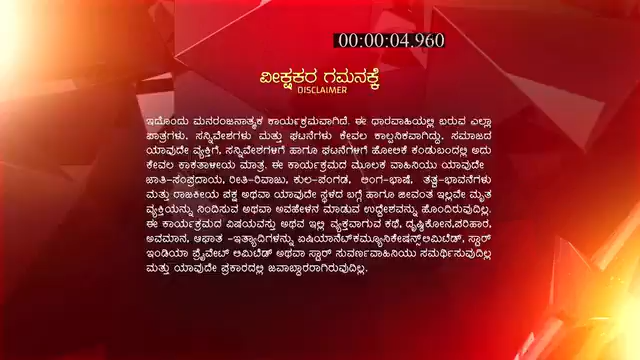 00:00:04.960
ವೀಕ್ಷಕರ ಗಮನಕ್ಕೆ
DISCLAIMER
ಇದೊಂದು ಮನರಂಜನಾತ್ಮಕ ಕಾರ್ಯಕ್ರಮವಾಗಿದೆ. ಈ ಧಾರವಾಹಿಯಲ್ಲಿ ಬರುವ ಎಲ್ಲಾ
ಪಾತ್ರಗಳು, ಸನ್ನಿವೇಶಗಳು ಮತ್ತು ಘಟನೆಗಳು ಕೇವಲ ಕಾಲ್ಪನಿಕವಾಗಿದ್ದು, ಸಮಾಜದ
ಯಾವುದೇ ವ್ಯಕ್ತಿಗೆ, ಸನ್ನಿವೇಶಗಳಿಗೆ ಹಾಗೂ ಘಟನೆಗಳಿಗೆ ಹೋಲಿಕೆ ಕಂಡುಬಂದಲ್ಲಿ ಅದು
ಕೇವಲ ಕಾಕತಾಳೀಯ ಮಾತ್ರ. ಈ ಕಾರ್ಯಕ್ರಮದ ಮೂಲಕ ವಾಹಿನಿಯು ಯಾವುದೇ
ಜಾತಿ-ಸಂಪ್ರದಾಯ, ರೀತಿ-ರಿವಾಜು, ಕುಲ-ಪಂಗಡ, ಲಿಂಗ-ಭಾಷೆ, ತತ್ವ-ಭಾವನೆಗಳು
ಮತ್ತು ರಾಜಕೀಯ ಪಕ್ಷ ಅಥವಾ ಯಾವುದೇ ಸ್ಥಳದ ಬಗ್ಗೆ ಹಾಗೂ ಜೀವಂತ ಇಲ್ಲವೇ ಮೃತ
ವ್ಯಕ್ತಿಯನ್ನು ನಿಂದಿಸುವ ಅಥವಾ ಅವಹೇಳನ ಮಾಡುವ ಉದ್ದೇಶವನ್ನು ಹೊಂದಿರುವುದಿಲ್ಲ.
ಈ ಕಾರ್ಯಕ್ರಮದ ವಿಷಯವಸ್ತು ಅಥವ ಇಲ್ಲಿ ವ್ಯಕ್ತವಾಗುವ ಕಥೆ, ದೃಷ್ಟಿಕೋನ,ಪರಿಹಾರ,
ಅವಮಾನ, ಆಘಾತ -ಇತ್ಯಾದಿಗಳನ್ನು ಏಷಿಯಾನೆಟ್‌ಕಮ್ಯೂನಿಕೇಷನ್ಸ್ ಲಿಮಿಟೆಡ್, ಸ್ಟಾರ್
ಇಂಡಿಯಾ ಪ್ರೈವೇಟ್ ಲಿಮಿಟೆಡ್ ಅಥವಾ ಸ್ಟಾರ್ ಸುವರ್ಣವಾಹಿನಿಯು ಸಮರ್ಥಿಸುವುದಿಲ್ಲ
ಮತ್ತು ಯಾವುದೇ ಪ್ರಕಾರದಲ್ಲಿ ಜವಾಬ್ದಾರರಾಗಿರುವುದಿಲ್ಲ.